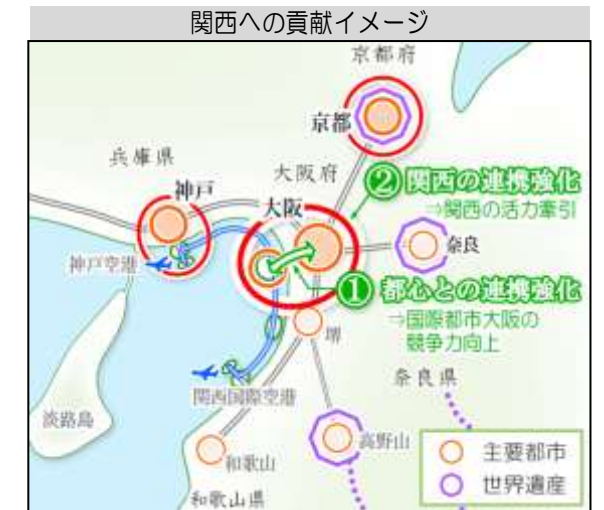 関西への貢献イメージ
京都府
京都
兵庫県
神戸
大阪府
大阪
②関西の連携強化
⇒関西の活力牽引
奈良
神戸空港
①都心との連携強化
⇒国際都市大阪の
競争力向上
堺
奈良県
関西国際空港
淡路島
高野山
和歌山
和歌山県
主要都市
世界遺産